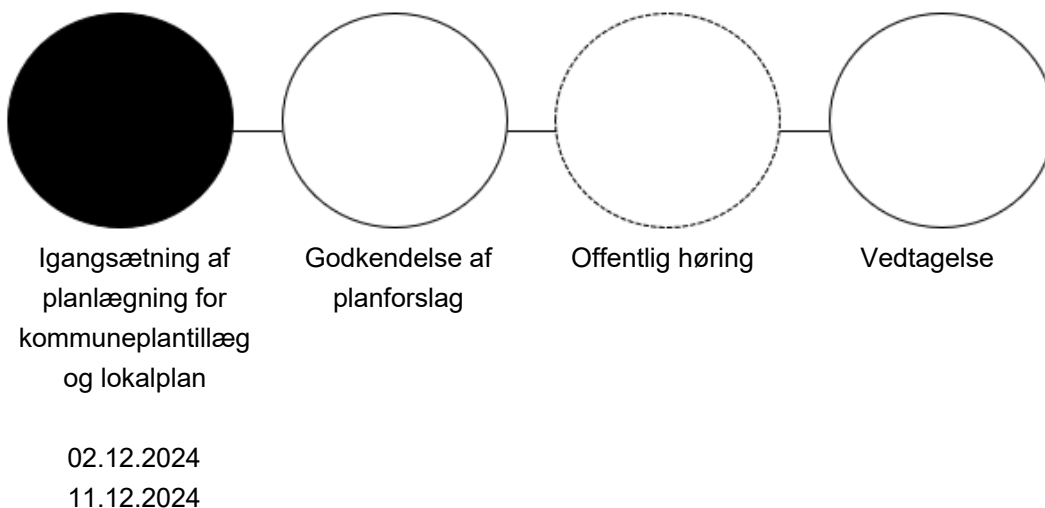 Igangsætning af
planlægning for
kommuneplantillæg
og lokalplan
02.12.2024
11.12.2024
Godkendelse af
planforslag
Offentlig høring
Vedtagelse